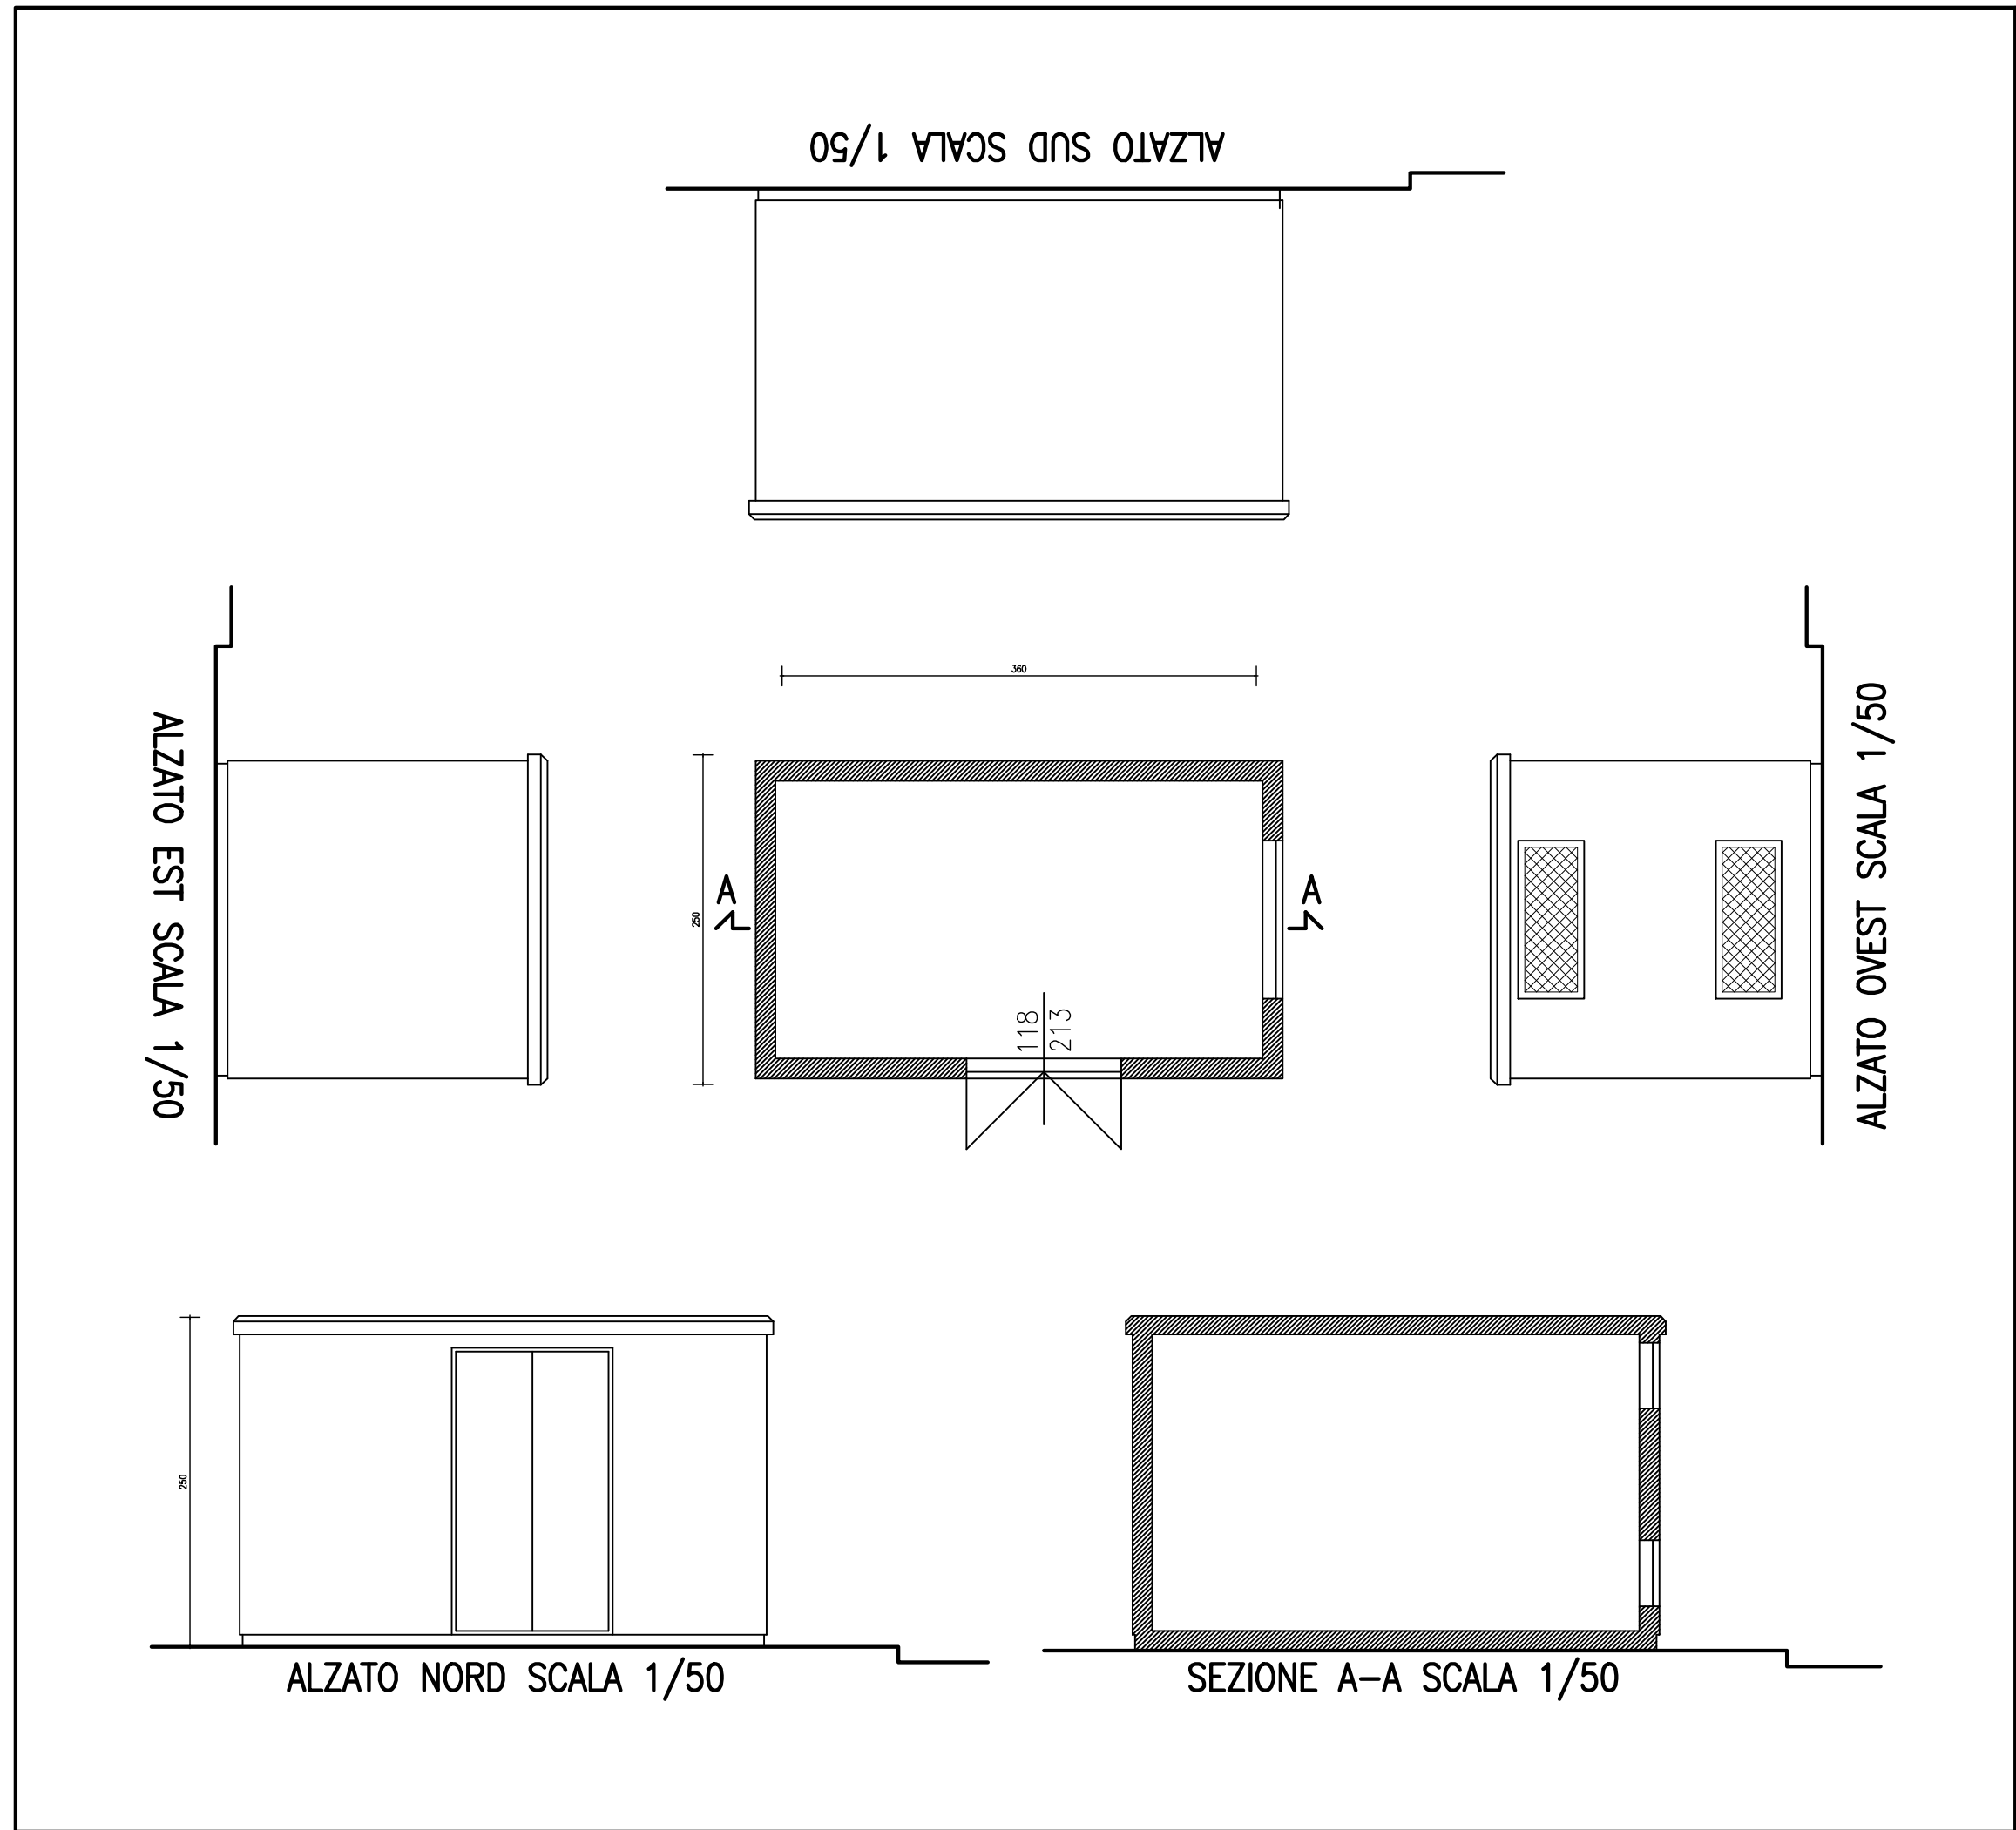 ALZATO SUD SCALA 1/50
360
ALZATO EST SCALA 1/50
250
A
A
118
213
ALZATO OVEST SCALA 1/50
250
ALZATO NORD SCALA 1/50
SEZIONE A-A SCALA 1/50